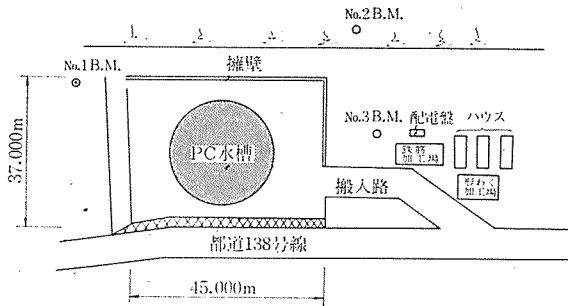 No.2 B.M.
No.1 B.M.
擁壁
No.3 B.M.
配電盤
ハウス
37.000m
PC水槽
鉄筋
加工場
搬入路
型わく
加工場
都道138号線
45.000m